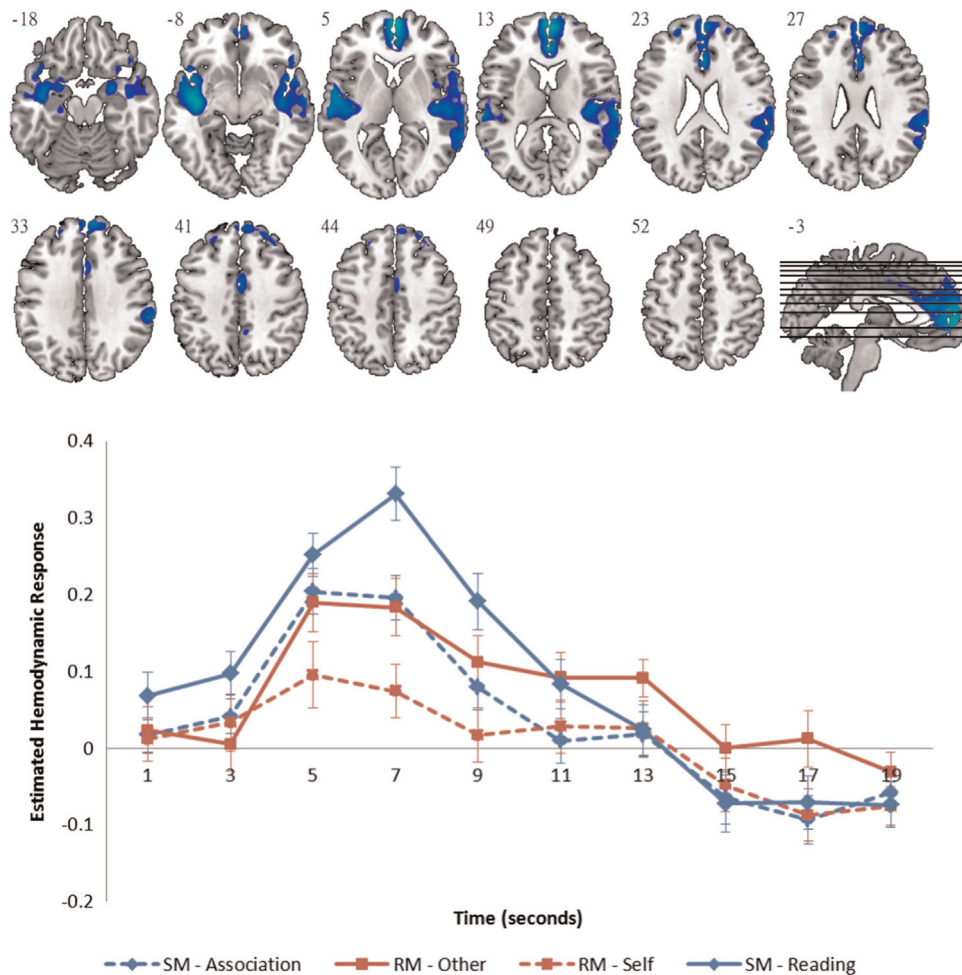 -18 -8 5 13 23 27
33 41 44 49 52 -3
0.4
0.3
0.2
0.1
0
-0.1
-0.2
Estimated Hemodynamic Response
1 3 5 7 9 11 13 15 17 19
Time (seconds)
SM - Association RM - Other RM - Self SM - Reading